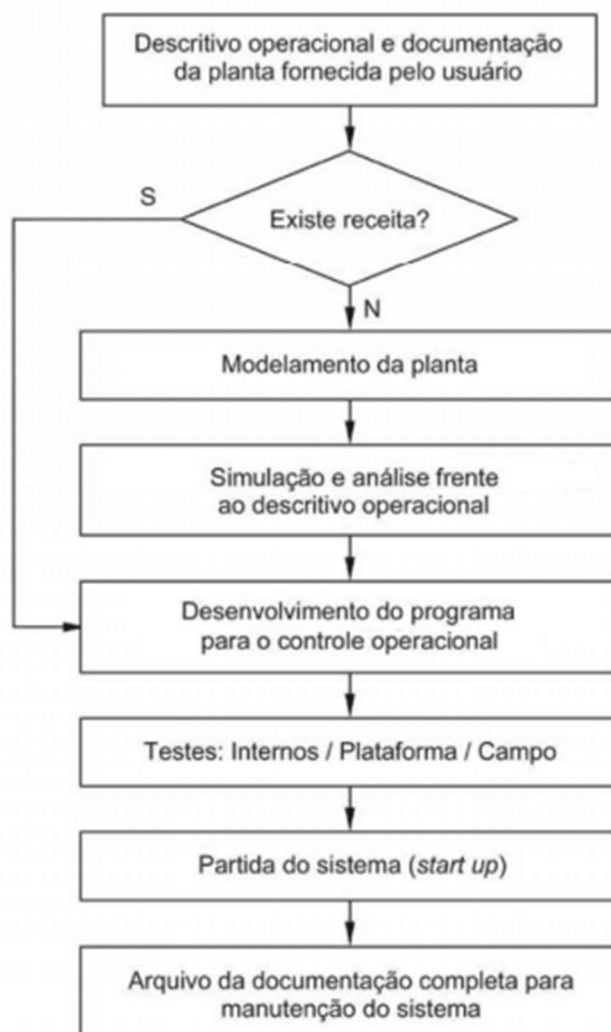 Descritivo operacional e documentação
da planta fornecida pelo usuário
S
Existe receita?
N
Modelamento da planta
Simulação e análise frente
ao descritivo operacional
Desenvolvimento do programa
para o controle operacional
Testes: Internos / Plataforma / Campo
Partida do sistema (start up)
Arquivo da documentação completa para
manutenção do sistema